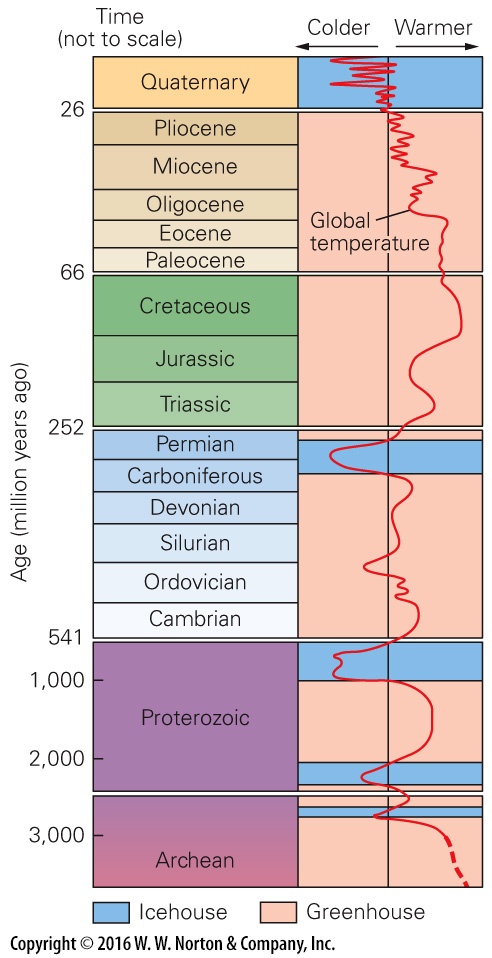 Time
(not to scale)
Colder
Warmer
Quaternary
26
Pliocene
Miocene
Oligocene
Eocene
Paleocene
Global
temperature
66
Cretaceous
Jurassic
Triassic
252
Permian
Carboniferous
Devonian
Silurian
Ordovician
Cambrian
541
Age (million years ago)
1,000
Proterozoic
2,000
3,000
Archean
Icehouse
Greenhouse
Copyright © 2016 W. W. Norton & Company, Inc.